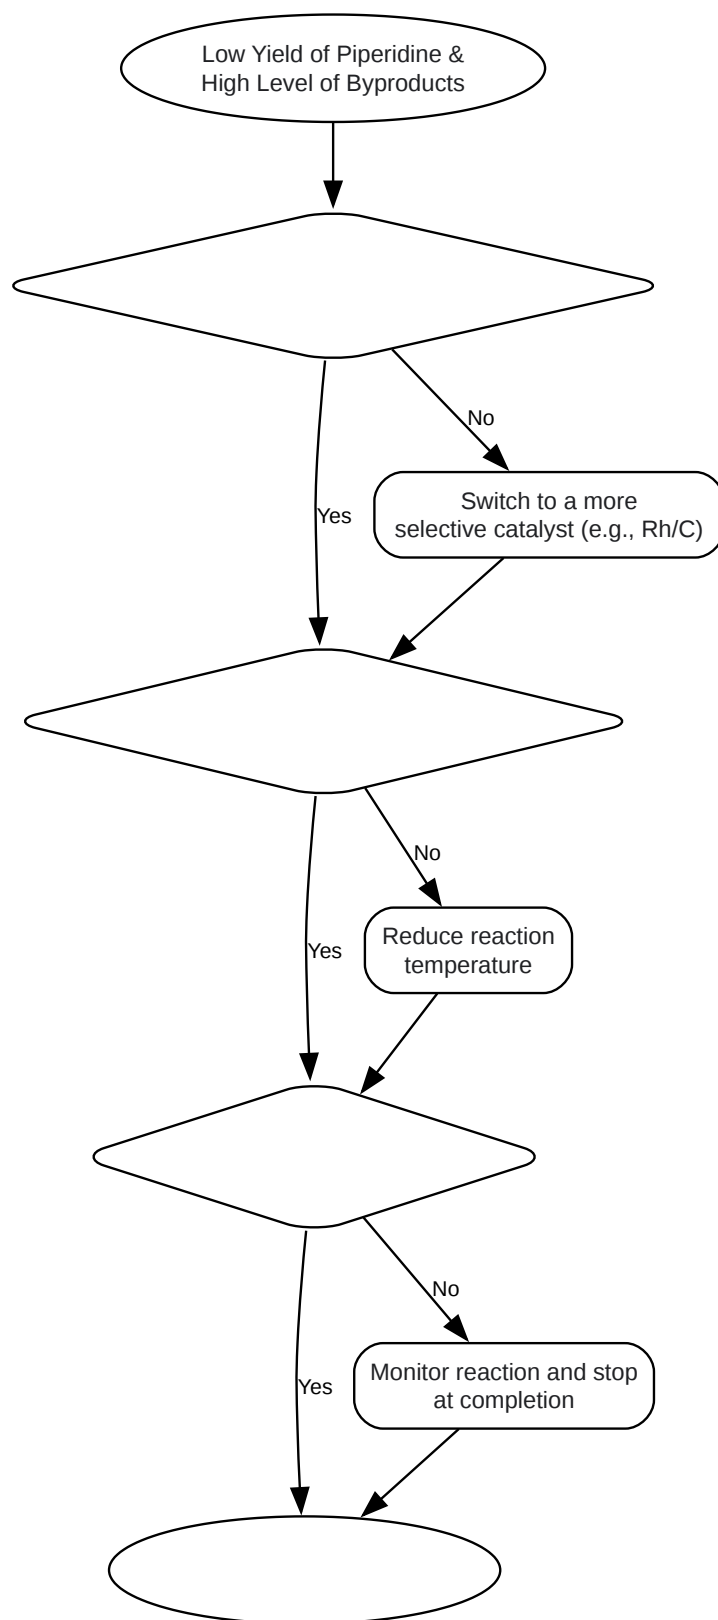 Low Yield of Piperidine &
High Level of Byproducts
No
Switch to a more
selective catalyst (e.g., Rh/C)
Yes
No
Reduce reaction
temperature
Yes
No
Monitor reaction and stop
at completion
Yes